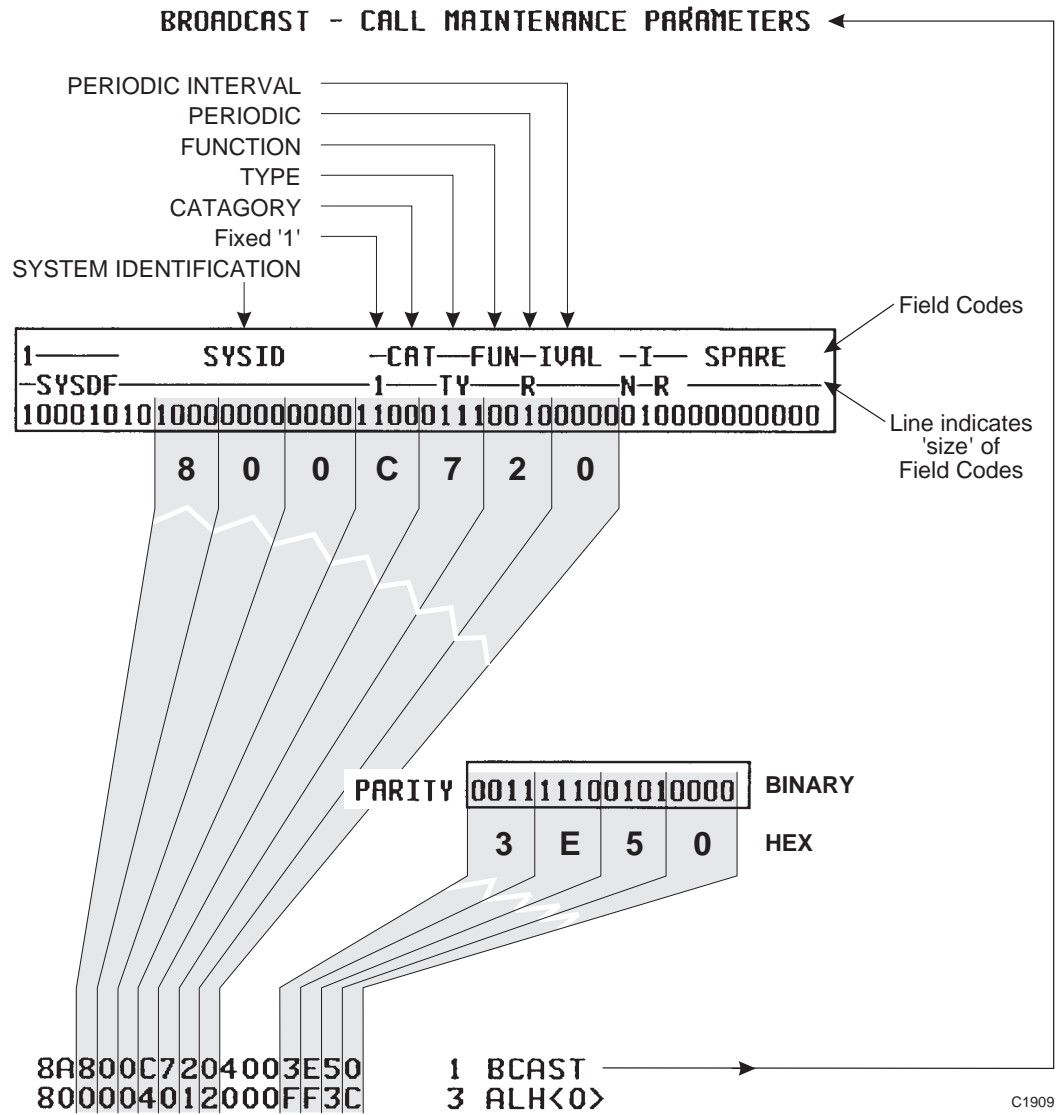 BROADCAST - CALL MAINTENANCE PARAMETERS
PERIODIC INTERVAL
PERIODIC
FUNCTION
TYPE
CATAGORY
Fixed '1'
SYSTEM IDENTIFICATION
Field Codes
1 SYSID CAT FUN IVAL I SPARE
SYSDF 1 TY R N R
100010101000000000001100011100100000010000000000
Line indicates
'size' of
Field Codes
8 0 0 C 7 2 0
PARITY 0011111001010000 BINARY
3 E 5 0 HEX
8A800C7204003E50 1 BCAST
800004012000FF3C 3 ALH<0>
C1909